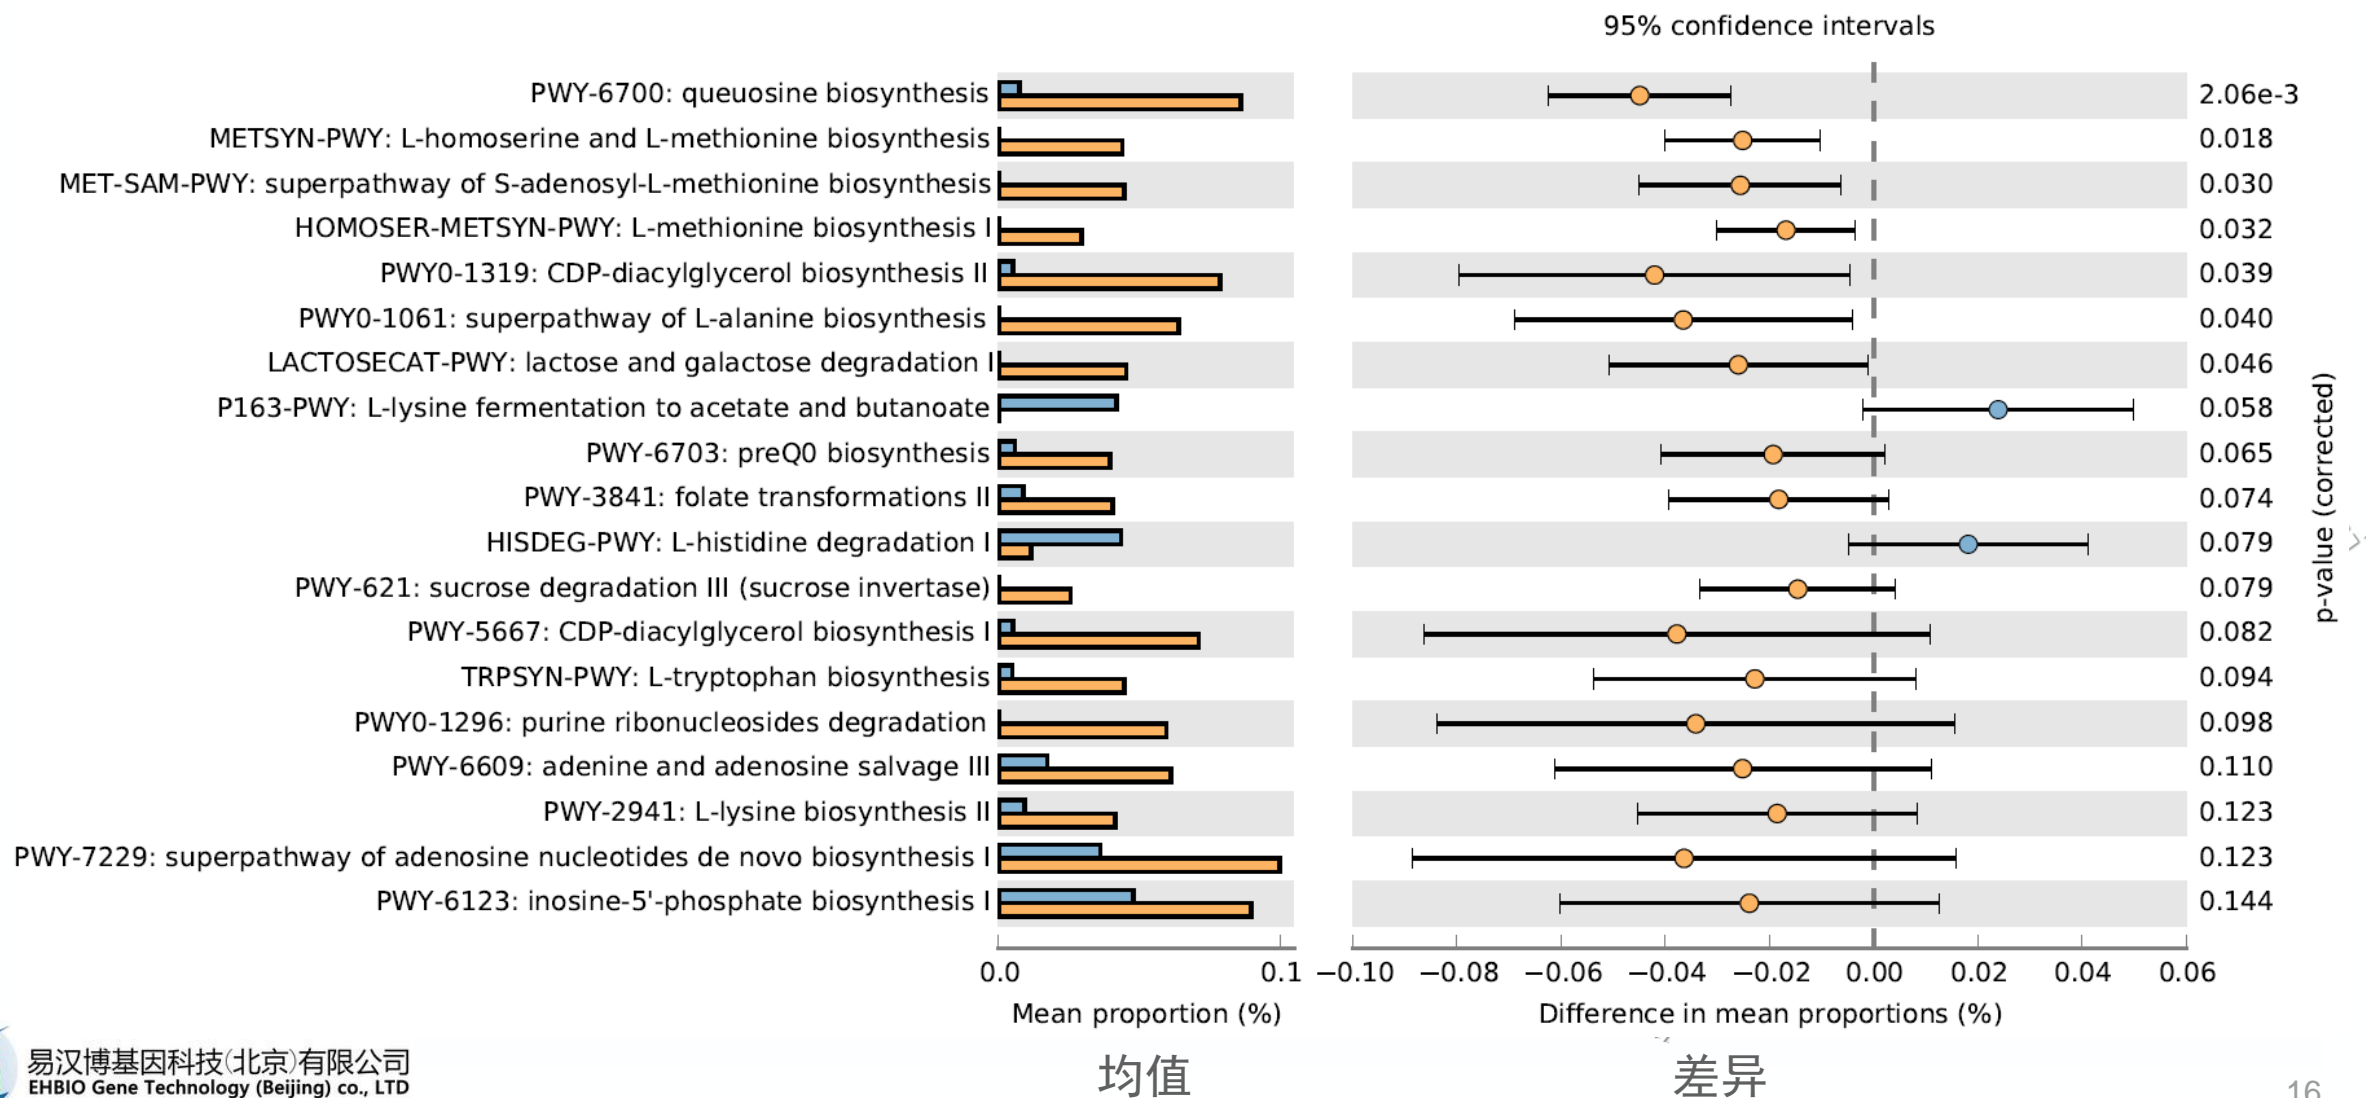 95% confidence intervals
PWY-6700: queuosine biosynthesis 2.06e-3
METSYN-PWY: L-homoserine and L-methionine biosynthesis 0.018
MET-SAM-PWY: superpathway of S-adenosyl-L-methionine biosynthesis 0.030
HOMOSER-METSYN-PWY: L-methionine biosynthesis I 0.032
PWY0-1319: CDP-diacylglycerol biosynthesis II 0.039
PWY0-1061: superpathway of L-alanine biosynthesis 0.040
LACTOSECAT-PWY: lactose and galactose degradation I 0.046
P163-PWY: L-lysine fermentation to acetate and butanoate 0.058
PWY-6703: preQ0 biosynthesis 0.065
PWY-3841: folate transformations II 0.074
HISDEG-PWY: L-histidine degradation I 0.079
PWY-621: sucrose degradation III (sucrose invertase) 0.079
PWY-5667: CDP-diacylglycerol biosynthesis I 0.082
TRPSYN-PWY: L-tryptophan biosynthesis 0.094
PWY0-1296: purine ribonucleosides degradation 0.098
PWY-6609: adenine and adenosine salvage III 0.110
PWY-2941: L-lysine biosynthesis II 0.123
PWY-7229: superpathway of adenosine nucleotides de novo biosynthesis I 0.123
PWY-6123: inosine-5'-phosphate biosynthesis I 0.144
p-value (corrected)
0.0 0.1 −0.10 −0.08 −0.06 −0.04 −0.02 0.00 0.02 0.04 0.06
Mean proportion (%) Difference in mean proportions (%)
均值 差异
易汉博基因科技(北京)有限公司
EHBIO Gene Technology (Beijing) co., LTD
16